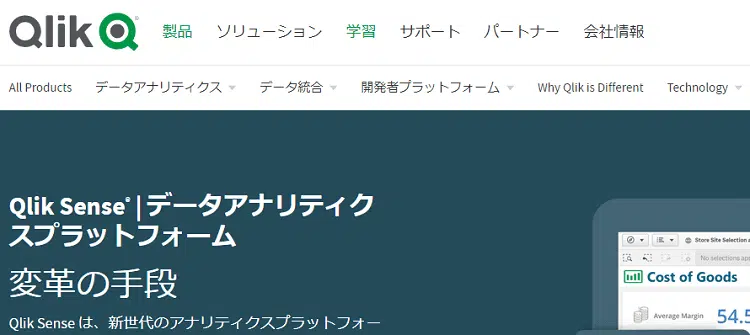 Qlik
製品 ソリューション 学習 サポート パートナー 会社情報
All Products データアナリティクス データ統合 開発者プラットフォーム Why Qlik is Different Technology
Qlik Sense® | データアナリティク
スプラットフォーム
変革の手段
Qlik Sense は、新世代のアナリティクスプラットフォー
Store Site Selection a
No selections app
Cost of Goods
Average Margin 54.5